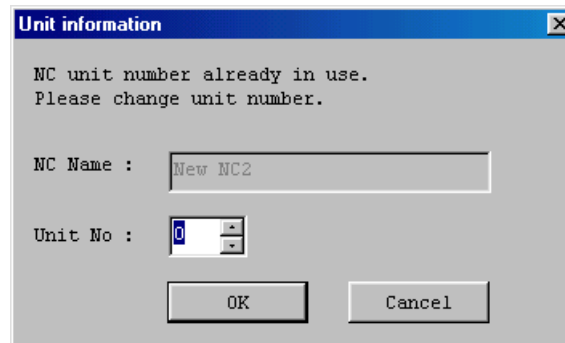 Unit information
NC unit number already in use.
Please change unit number.
NC Name :
New NC2
Unit No :
0
OK
Cancel